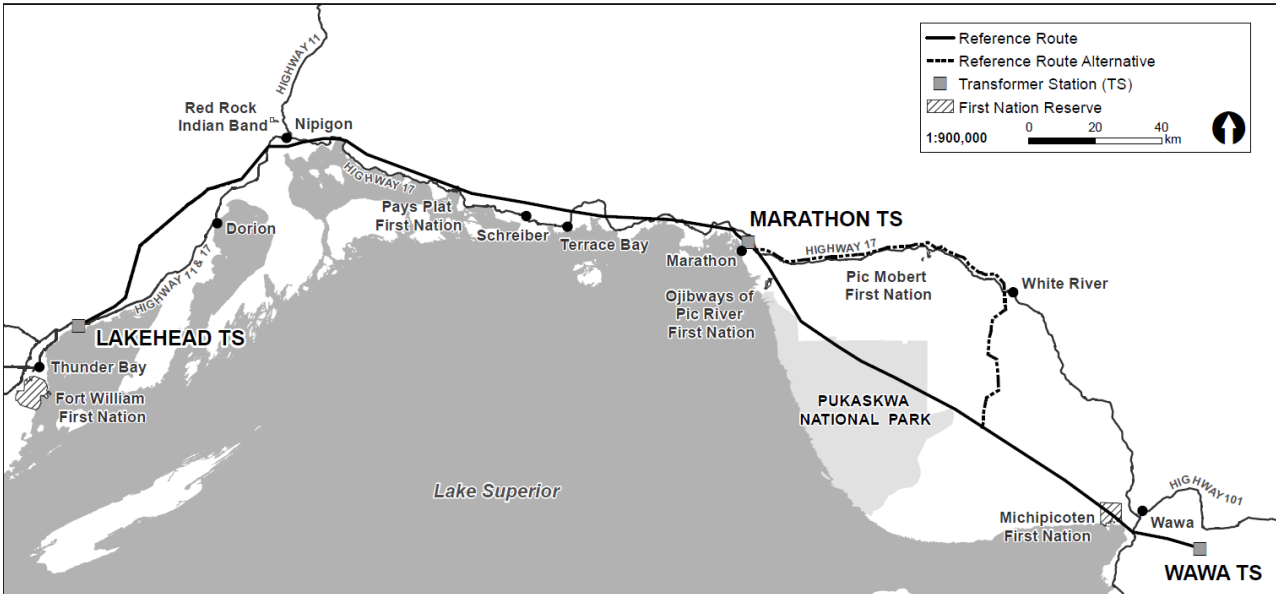 HIGHWAY 11
Reference Route
Reference Route Alternative
Transformer Station (TS)
First Nation Reserve
1:900,000
0 20 40
km
Red Rock
Indian Band
Nipigon
HIGHWAY 17
Pays Plat
First Nation
Schreiber
Terrace Bay
Dorion
HIGHWAY 11 & 17
MARATHON TS
HIGHWAY 17
Marathon
Pic Mobert
First Nation
White River
Ojibways of
Pic River
First Nation
LAKEHEAD TS
Thunder Bay
Fort William
First Nation
PUKASKWA
NATIONAL PARK
Lake Superior
HIGHWAY 101
Michipicoten
First Nation
Wawa
WAWA TS